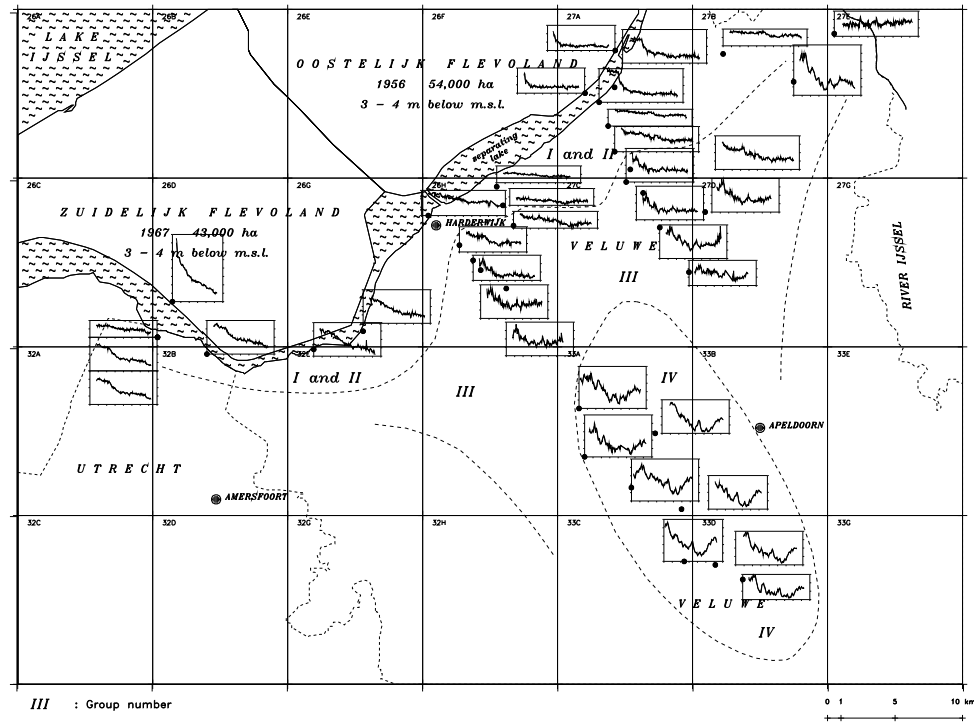 26A 26B 26E 26F 27A 27B 27E
LAKE
IJSSEL
OOSTELIJK FLEVOLAND
1956 54,000 ha
3 – 4 m below m.s.l.
separating
lake
I and II
26C 26D 26G 26H 27C 27D 27G
ZUIDELIJK FLEVOLAND
1967 43,000 ha
3 – 4 m below m.s.l.
HARDERWIJK
VELUWE
III
RIVER IJSSEL
32A 32B 32E 33A 33B 33E
I and II
III
IV
APELDOORN
UTRECHT
AMERSFOORT
32C 32D 32G 32H 33C 33D 33G
VELUWE
IV
III : Group number
0 1 5 10 km